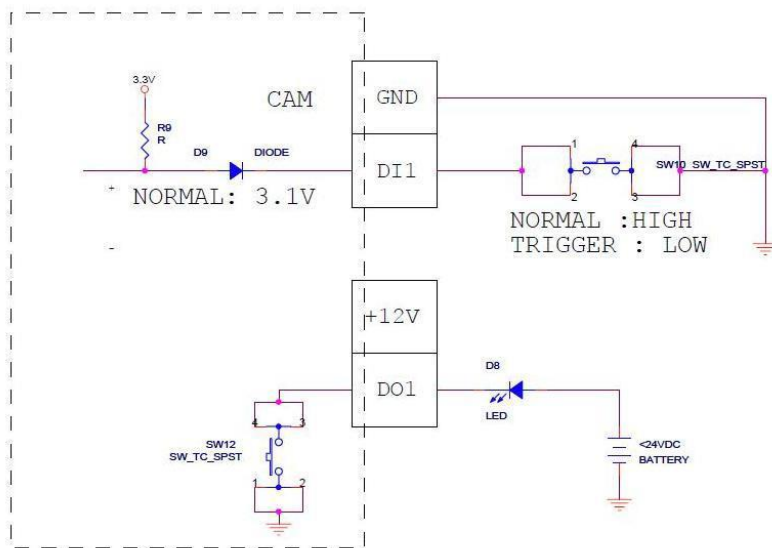 3.3V
R9
R
CAM
GND
D9
DIODE
+
NORMAL: 3.1V
-
DI1
1
4
SW10 SW_TC_SPST
2
3
NORMAL :HIGH
TRIGGER : LOW
+12V
DO1
D8
LED
4
3
SW12
SW_TC_SPST
1
2
<24VDC
BATTERY